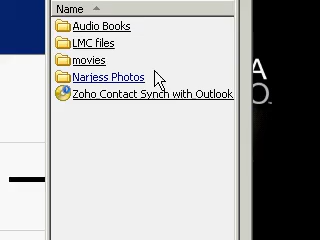 Name
Audio Books
LMC files
movies
Narjess Photos
Zoho Contact Synch with Outlook